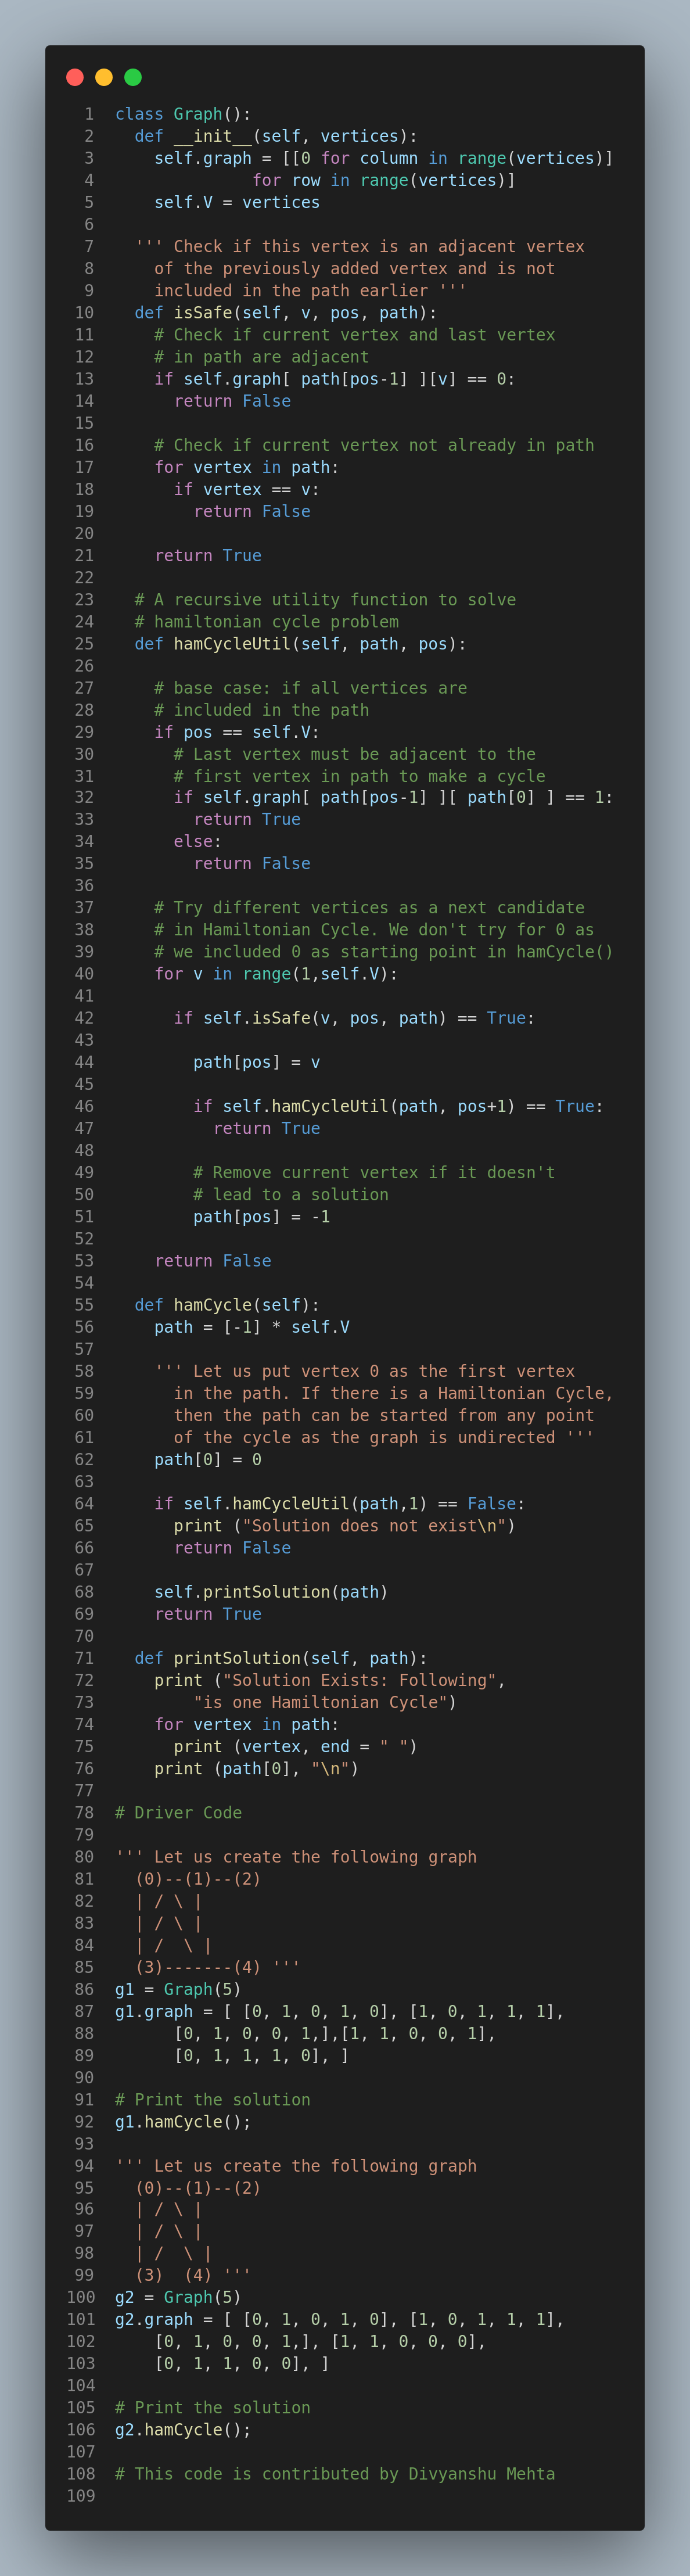 1 class Graph():
2   def __init__(self, vertices):
3     self.graph = [[0 for column in range(vertices)]
4               for row in range(vertices)]
5     self.V = vertices
6
7   ''' Check if this vertex is an adjacent vertex
8     of the previously added vertex and is not
9     included in the path earlier '''
10   def isSafe(self, v, pos, path):
11     # Check if current vertex and last vertex
12     # in path are adjacent
13     if self.graph[ path[pos-1] ][v] == 0:
14       return False
15
16     # Check if current vertex not already in path
17     for vertex in path:
18       if vertex == v:
19         return False
20
21     return True
22
23   # A recursive utility function to solve
24   # hamiltonian cycle problem
25   def hamCycleUtil(self, path, pos):
26
27     # base case: if all vertices are
28     # included in the path
29     if pos == self.V:
30       # Last vertex must be adjacent to the
31       # first vertex in path to make a cycle
32       if self.graph[ path[pos-1] ][ path[0] ] == 1:
33         return True
34       else:
35         return False
36
37     # Try different vertices as a next candidate
38     # in Hamiltonian Cycle. We don't try for 0 as
39     # we included 0 as starting point in hamCycle()
40     for v in range(1,self.V):
41
42       if self.isSafe(v, pos, path) == True:
43
44         path[pos] = v
45
46         if self.hamCycleUtil(path, pos+1) == True:
47           return True
48
49         # Remove current vertex if it doesn't
50         # lead to a solution
51         path[pos] = -1
52
53     return False
54
55   def hamCycle(self):
56     path = [-1] * self.V
57
58     ''' Let us put vertex 0 as the first vertex
59       in the path. If there is a Hamiltonian Cycle,
60       then the path can be started from any point
61       of the cycle as the graph is undirected '''
62     path[0] = 0
63
64     if self.hamCycleUtil(path,1) == False:
65       print ("Solution does not exist\n")
66       return False
67
68     self.printSolution(path)
69     return True
70
71   def printSolution(self, path):
72     print ("Solution Exists: Following",
73         "is one Hamiltonian Cycle")
74     for vertex in path:
75       print (vertex, end = " ")
76     print (path[0], "\n")
77
78 # Driver Code
79
80 ''' Let us create the following graph
81   (0)--(1)--(2)
82   | / \ |
83   | / \ |
84   | /  \ |
85   (3)-------(4) '''
86 g1 = Graph(5)
87 g1.graph = [ [0, 1, 0, 1, 0], [1, 0, 1, 1, 1],
88       [0, 1, 0, 0, 1,],[1, 1, 0, 0, 1],
89       [0, 1, 1, 1, 0], ]
90
91 # Print the solution
92 g1.hamCycle();
93
94 ''' Let us create the following graph
95   (0)--(1)--(2)
96   | / \ |
97   | / \ |
98   | /  \ |
99   (3)  (4) '''
100 g2 = Graph(5)
101 g2.graph = [ [0, 1, 0, 1, 0], [1, 0, 1, 1, 1],
102     [0, 1, 0, 0, 1,], [1, 1, 0, 0, 0],
103     [0, 1, 1, 0, 0], ]
104
105 # Print the solution
106 g2.hamCycle();
107
108 # This code is contributed by Divyanshu Mehta
109